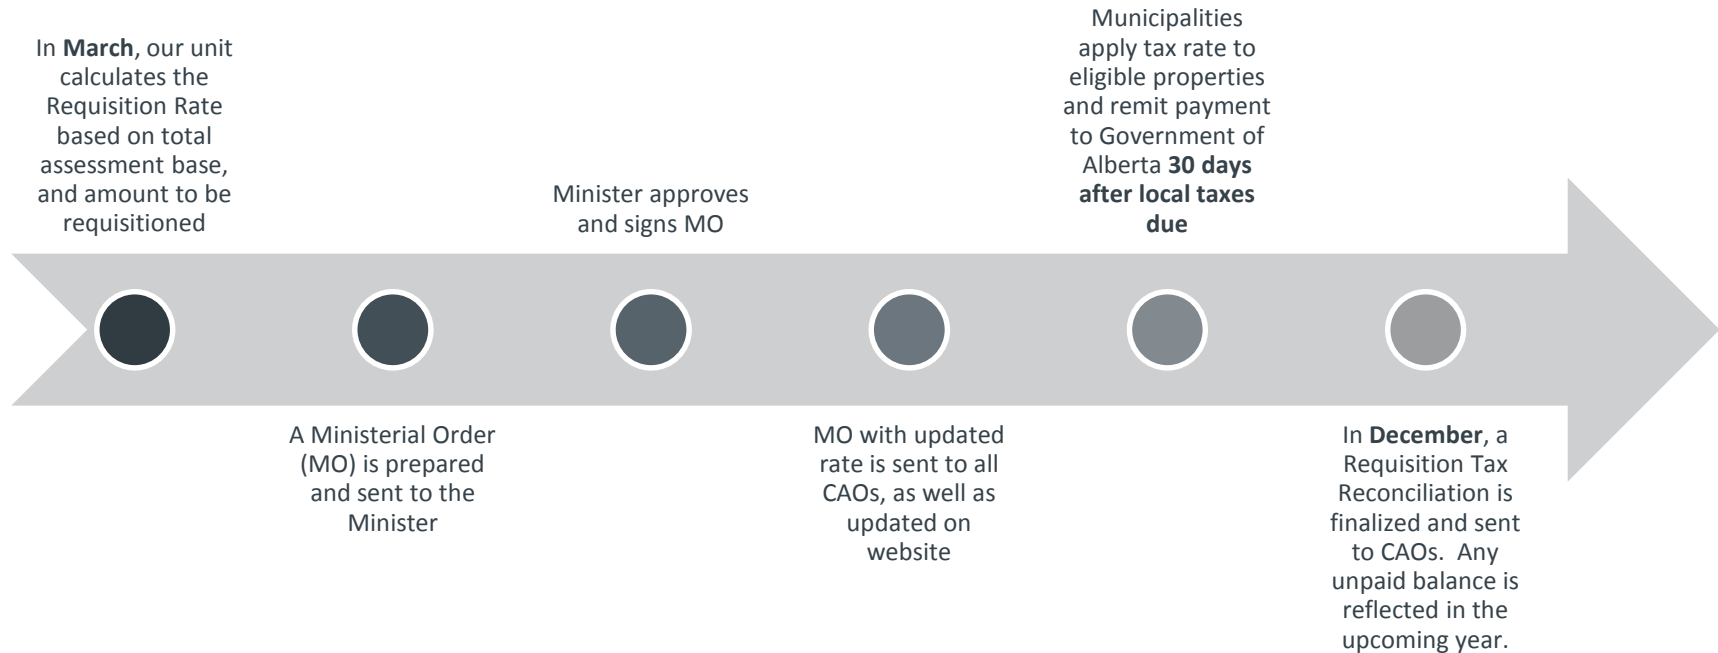 In March, our unit
calculates the
Requisition Rate
based on total
assessment base,
and amount to be
requisitioned
A Ministerial Order
(MO) is prepared
and sent to the
Minister
Minister approves
and signs MO
MO with updated
rate is sent to all
CAOs, as well as
updated on
website
Municipalities
apply tax rate to
eligible properties
and remit payment
to Government of
Alberta 30 days
after local taxes
due
In December, a
Requisition Tax
Reconciliation is
finalized and sent
to CAOs.  Any
unpaid balance is
reflected in the
upcoming year.